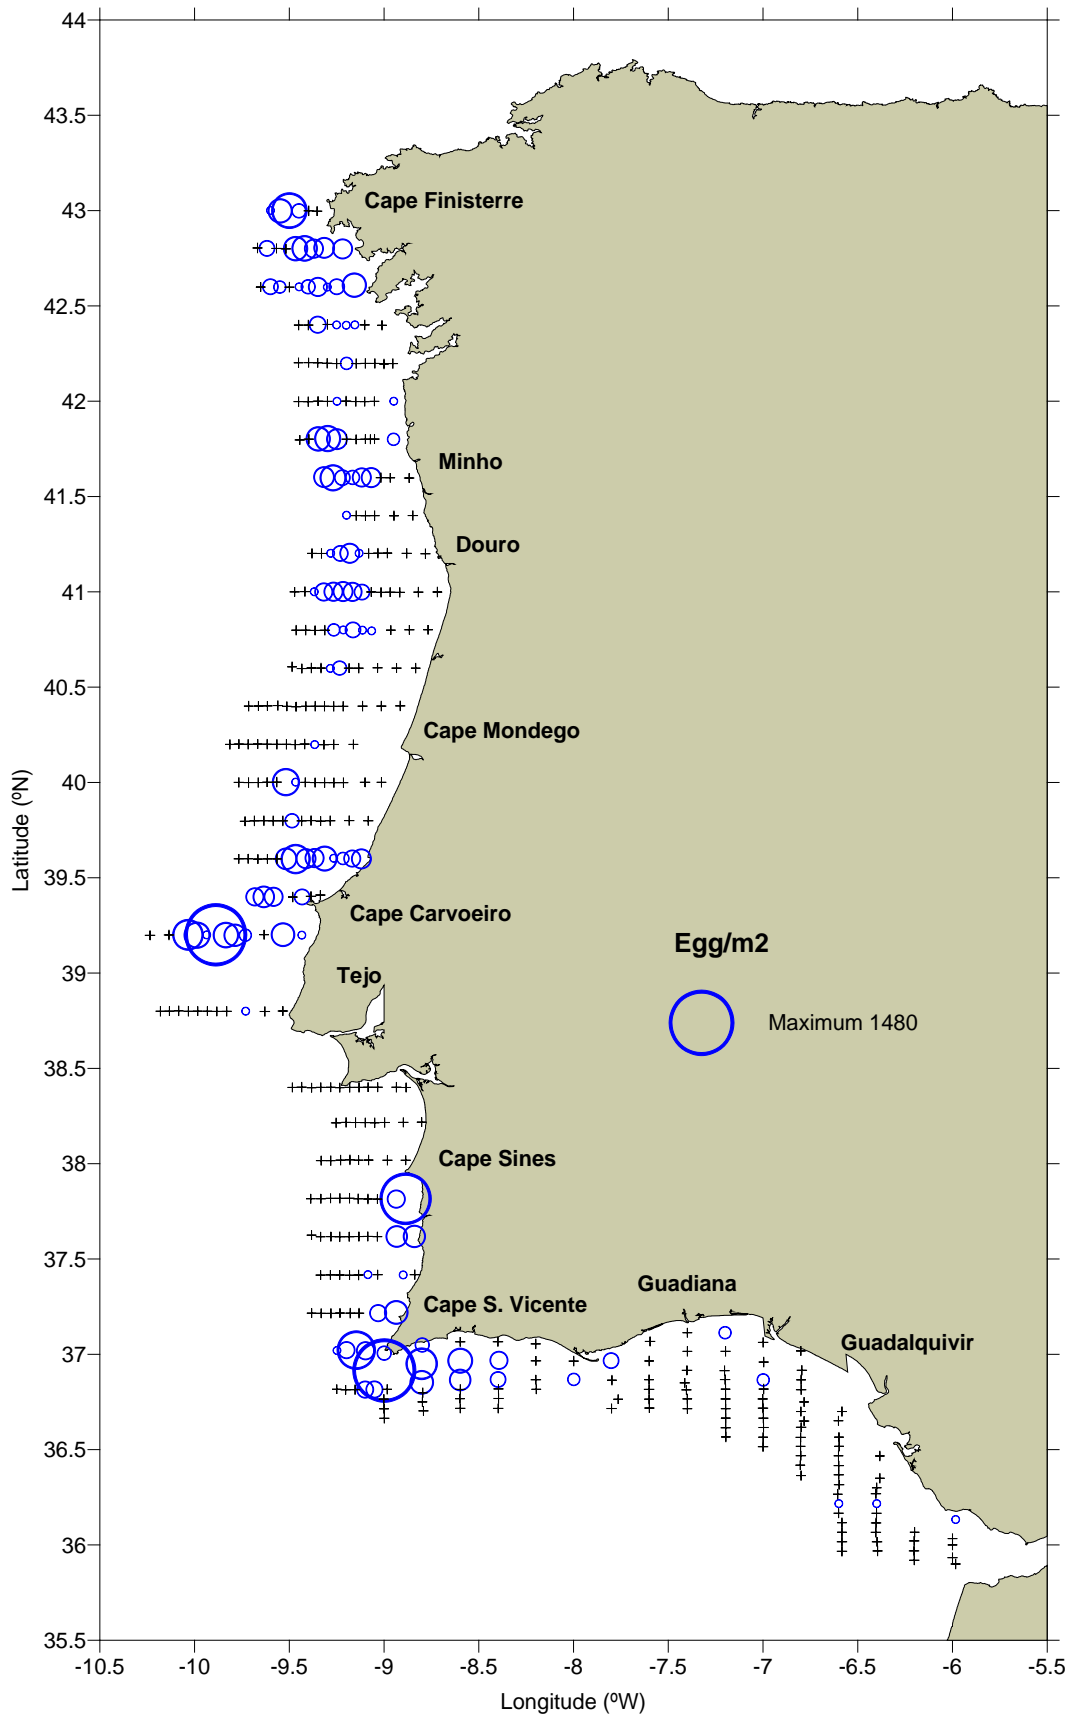 44
43.5
Cape Finisterre
43
42.5
42
Minho
41.5
Douro
41
40.5
Cape Mondego
40
Latitude (ºN)
39.5
Cape Carvoeiro
Egg/m2
Tejo
39
Maximum 1480
38.5
Cape Sines
38
37.5
Guadiana
Cape S. Vicente
Guadalquivir
37
36.5
36
35.5
-10.5 -10 -9.5 -9 -8.5 -8 -7.5 -7 -6.5 -6 -5.5
Longitude (ºW)